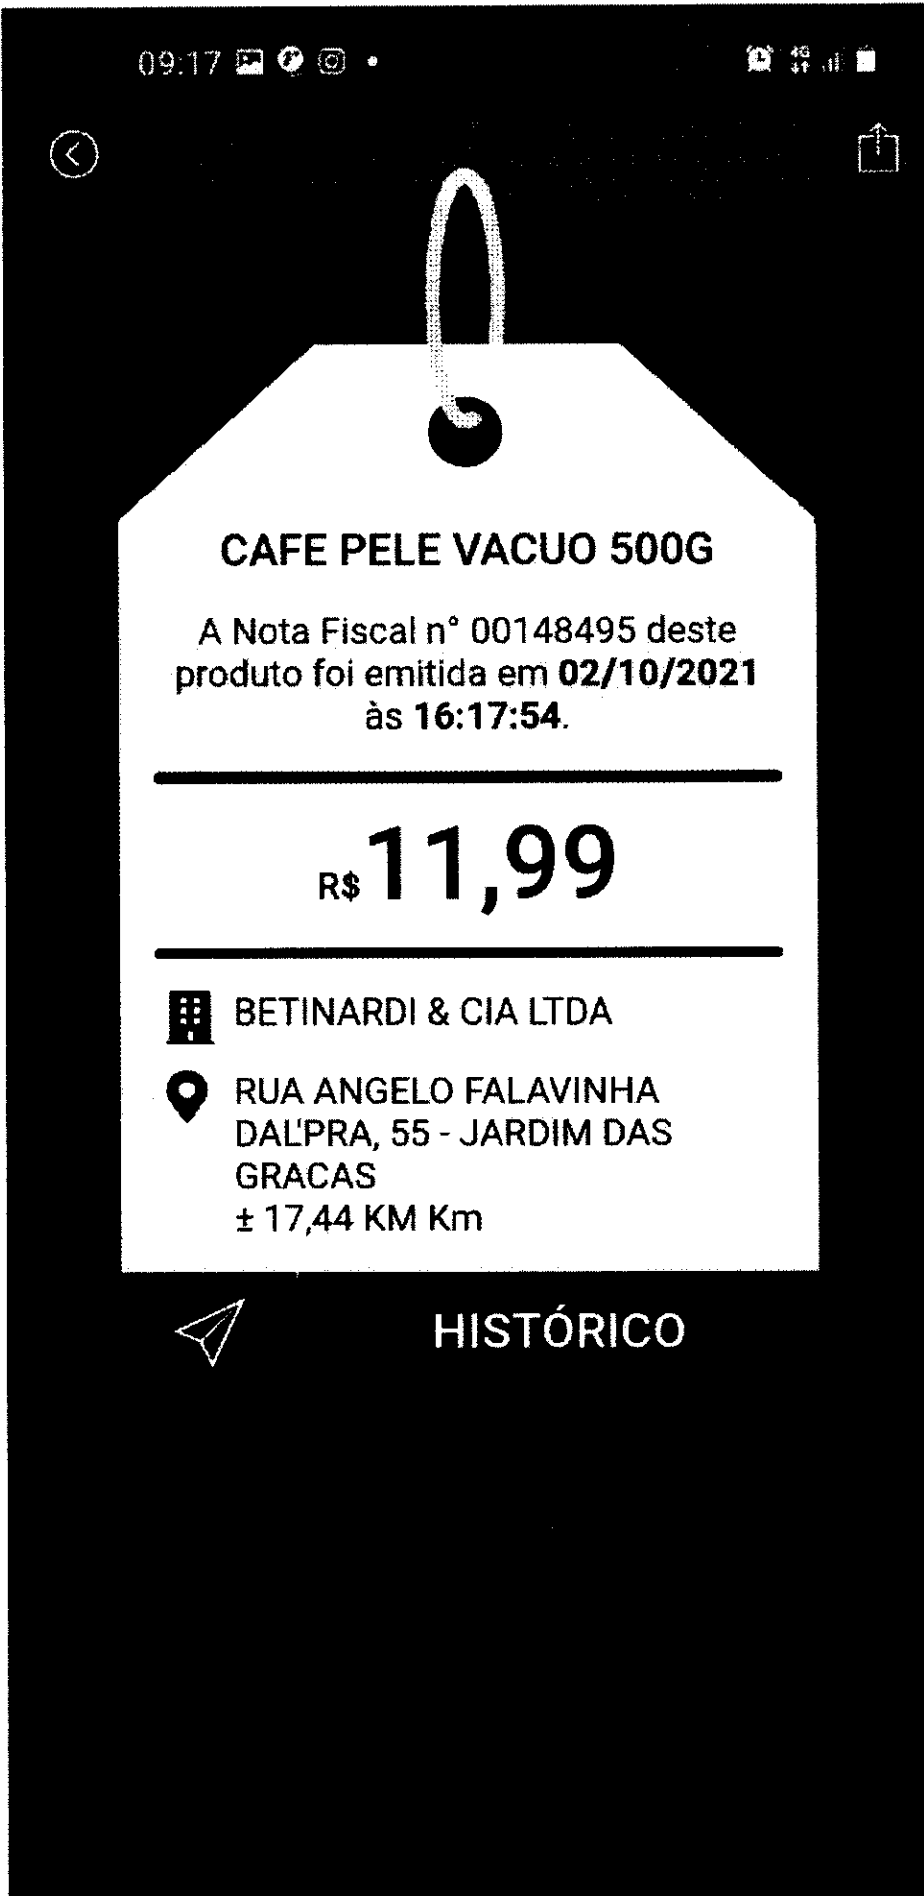 09:17
4G
CAFE PELE VACUO 500G
A Nota Fiscal n° 00148495 deste
produto foi emitida em 02/10/2021
às 16:17:54.
R$11,99
BETINARDI & CIA LTDA
RUA ANGELO FALAVINHA
DAL'PRA, 55 - JARDIM DAS
GRACAS
± 17,44 KM Km
HISTÓRICO